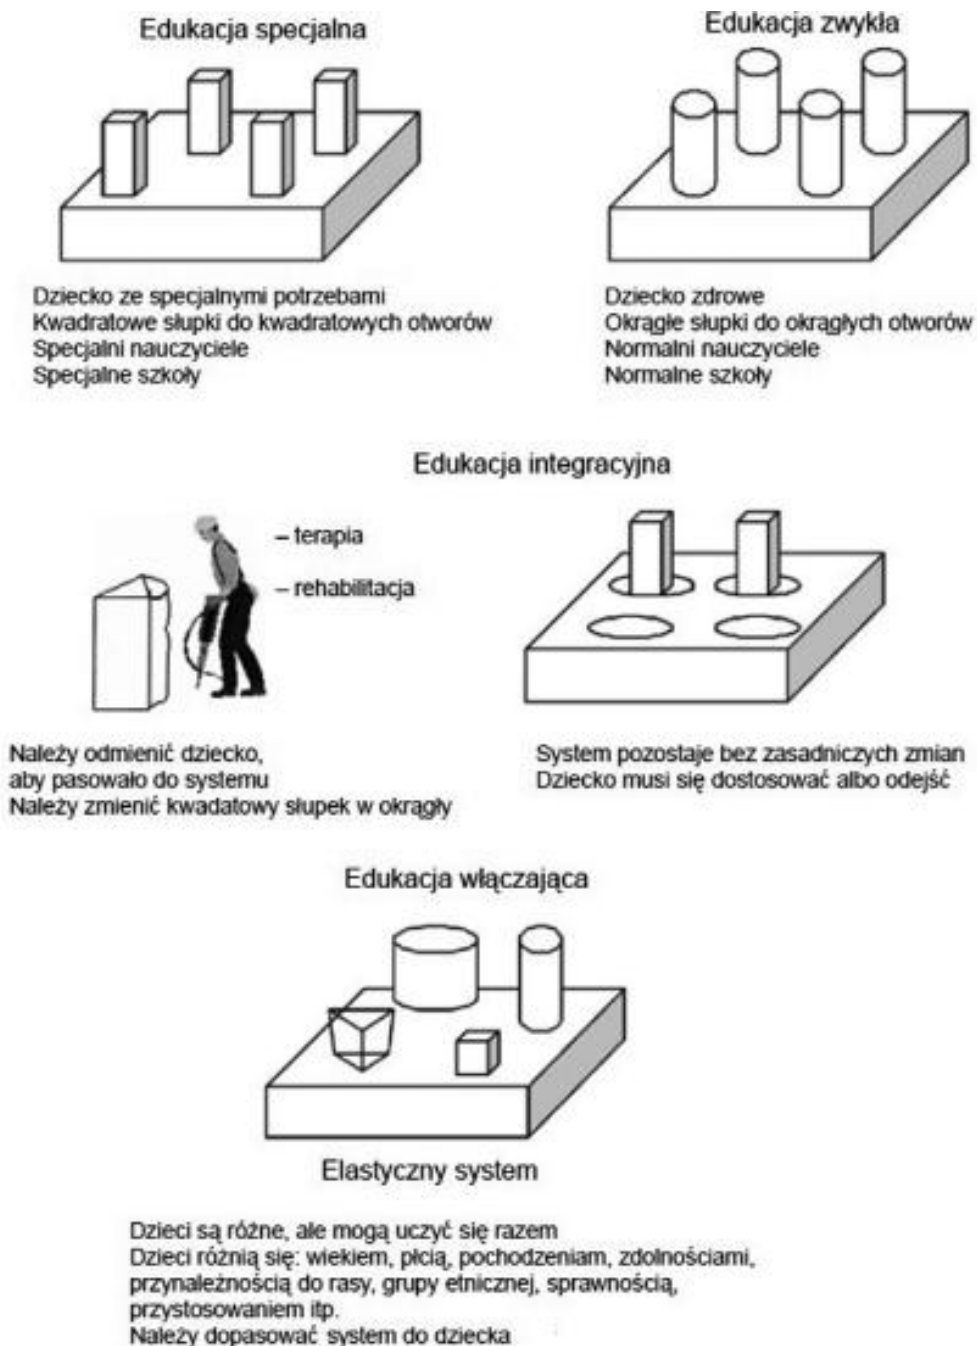 Edukacja specjalna
Dziecko ze specjalnymi potrzebami
Kwadratowe słupki do kwadratowych otworów
Specjalni nauczyciele
Specjalne szkoły
Edukacja zwykła
Dziecko zdrowe
Okrągłe słupki do okrągłych otworów
Normalni nauczyciele
Normalne szkoły
Edukacja integracyjna
– terapia
– rehabilitacja
Należy odmienić dziecko,
aby pasowało do systemu
Należy zmienić kwadatowy słupek w okrągły
System pozostaje bez zasadniczych zmian
Dziecko musi się dostosować albo odejść
Edukacja włączająca
Elastyczny system
Dzieci są różne, ale mogą uczyć się razem
Dzieci różnią się: wiekiem, płcią, pochodzeniam, zdolnościami,
przynależnością do rasy, grupy etnicznej, sprawnością,
przystosowaniem itp.
Należy dopasować system do dziecka